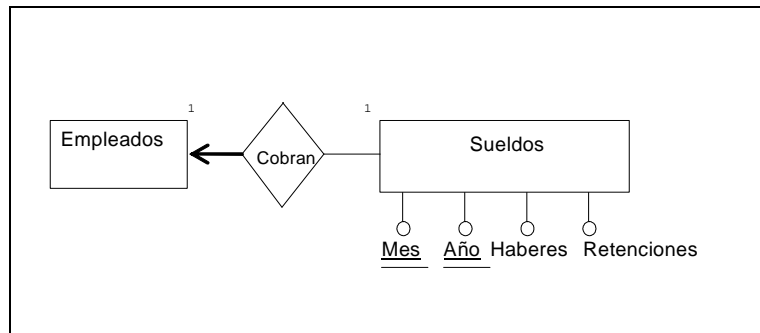 1 1
Empleados
Cobran
Sueldos
Mes Año Haberes Retenciones